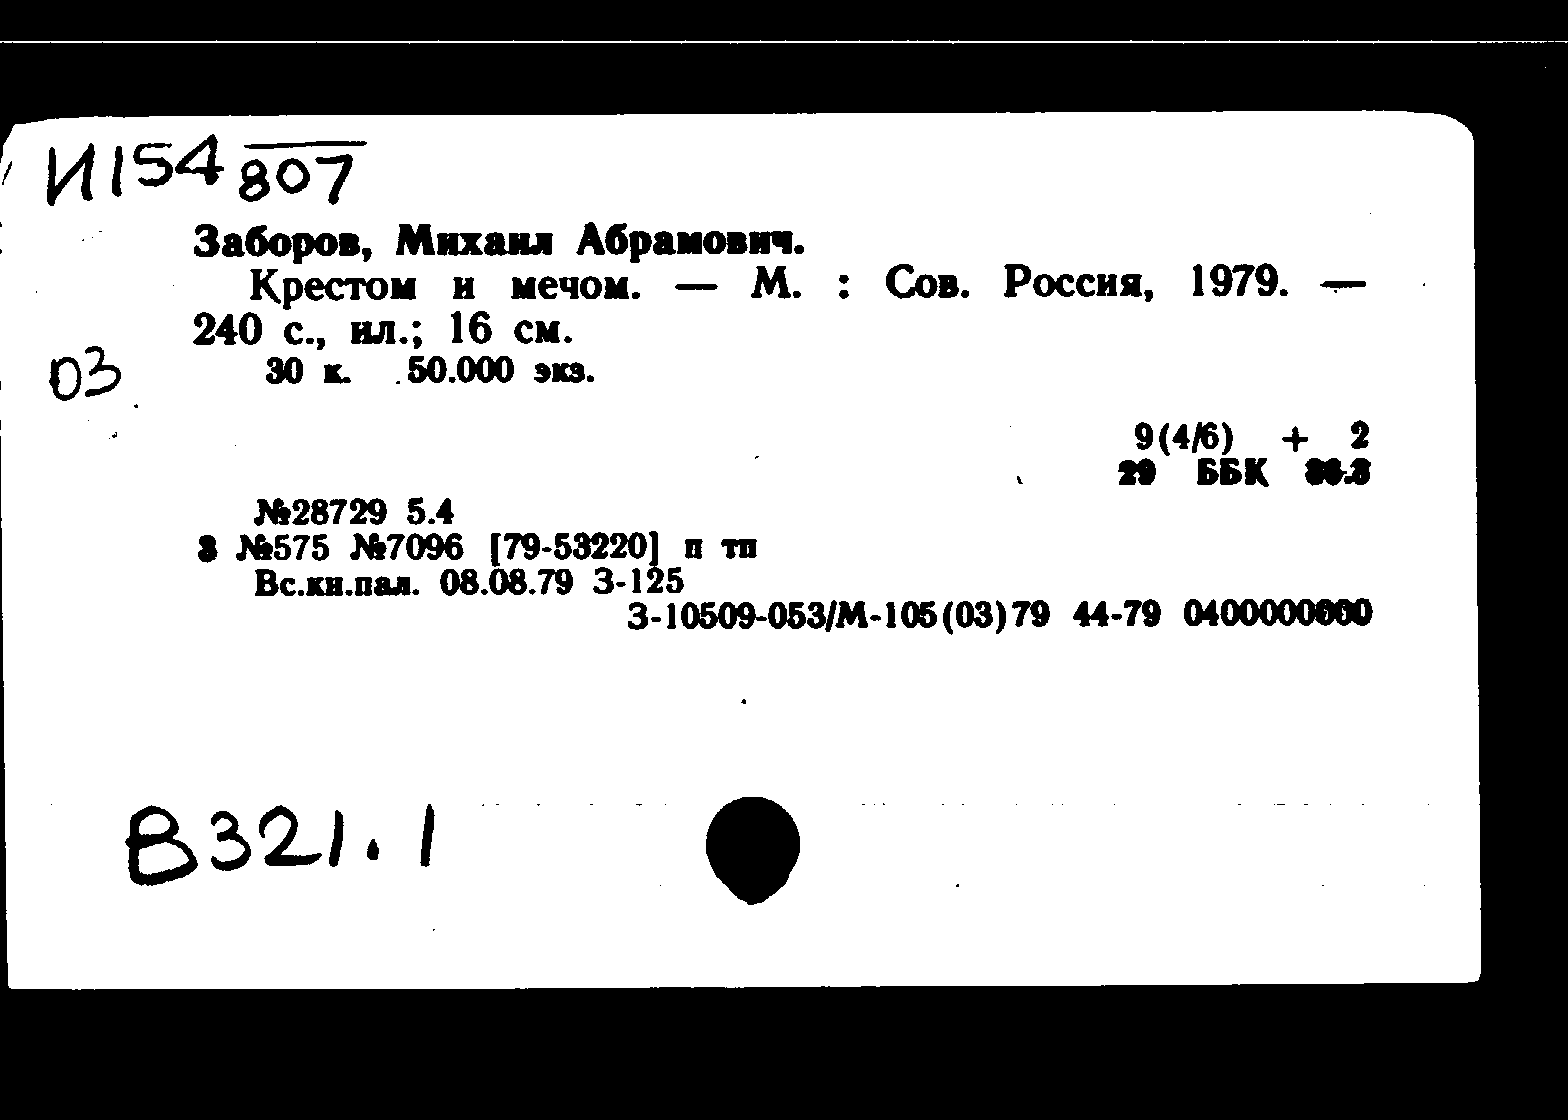 И154 807
Заборов, Михаил Абрамович.
Крестом и мечом. — М. : Сов. Россия, 1979. —
240 с., ил.; 16 см.
03
30 к. 50.000 экз.
9(4/6) + 2
29 ББК
№28729 5.4
3 №575 №7096 [79-53220] п тп
Вс.кн.пал. 08.08.79 З-125
З-10509-053/М-105(03)79 44-79 0400000000
В321.1